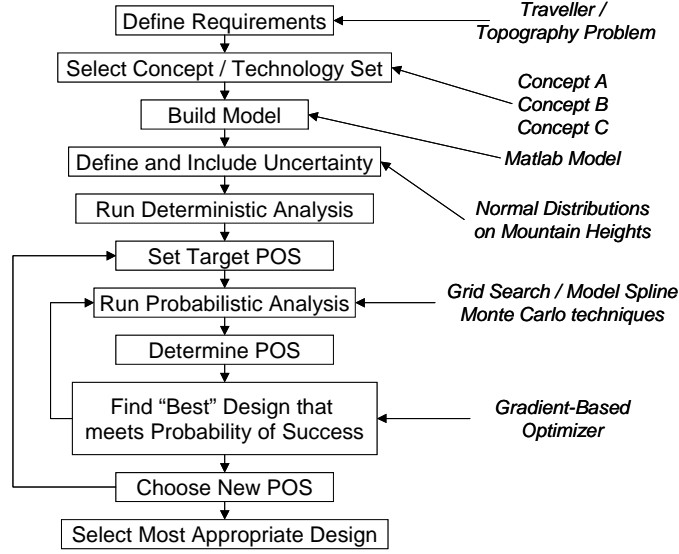 Define Requirements
Traveller /
Topography Problem
Select Concept / Technology Set
Concept A
Concept B
Concept C
Build Model
Matlab Model
Define and Include Uncertainty
Run Deterministic Analysis
Normal Distributions
on Mountain Heights
Set Target POS
Run Probabilistic Analysis
Grid Search / Model Spline
Monte Carlo techniques
Determine POS
Find “Best” Design that
meets Probability of Success
Gradient-Based
Optimizer
Choose New POS
Select Most Appropriate Design